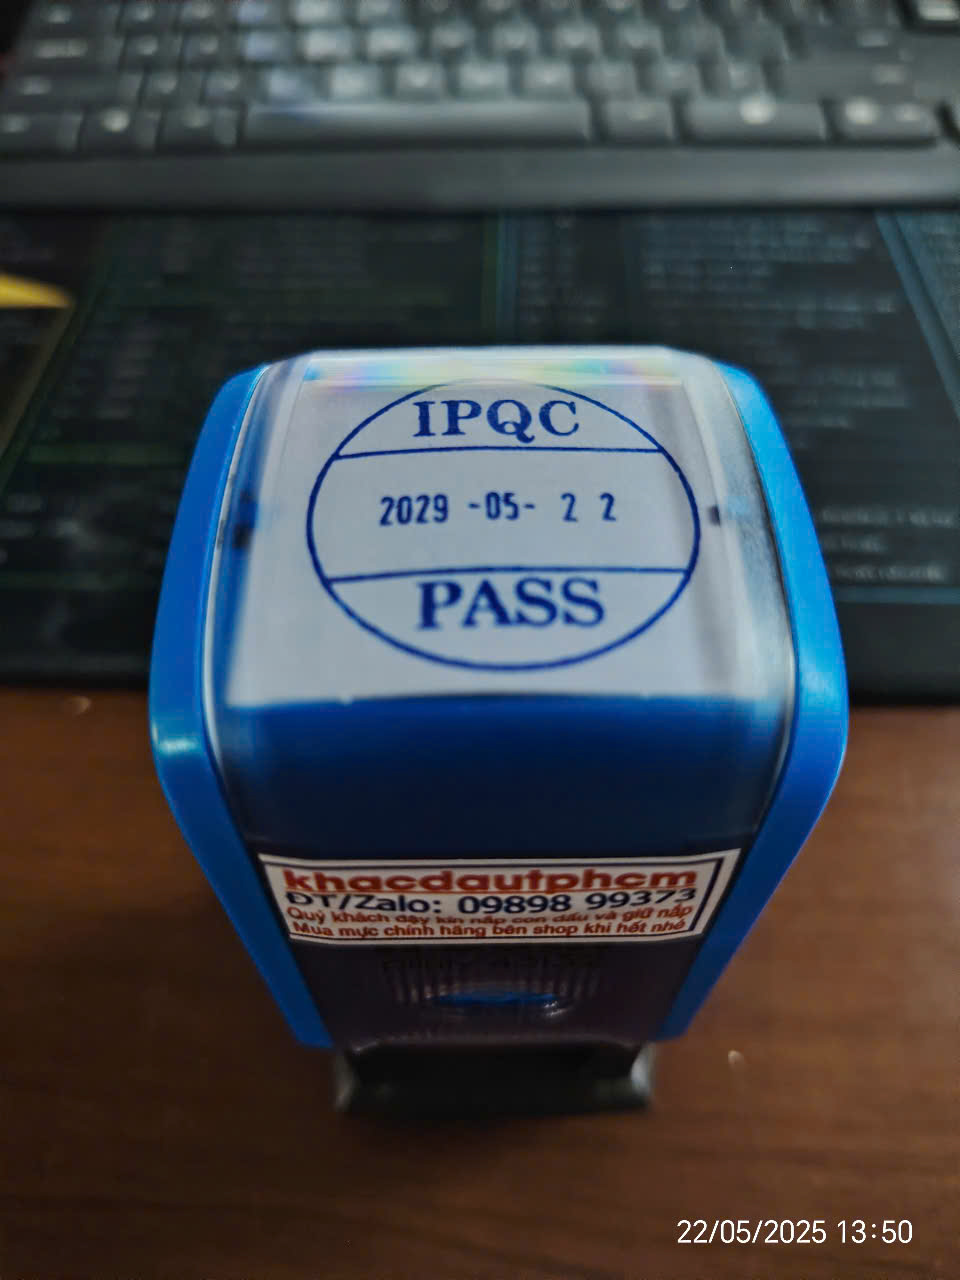 IPQC
2029 -05- 2 2
PASS
khacdautphcm
ĐT/Zalo: 09898 99373
Quý khách đậy kín nắp con dấu và giữ nắp
Mua mực chính hãng bên shop khi hết nhé
22/05/2025 13:50